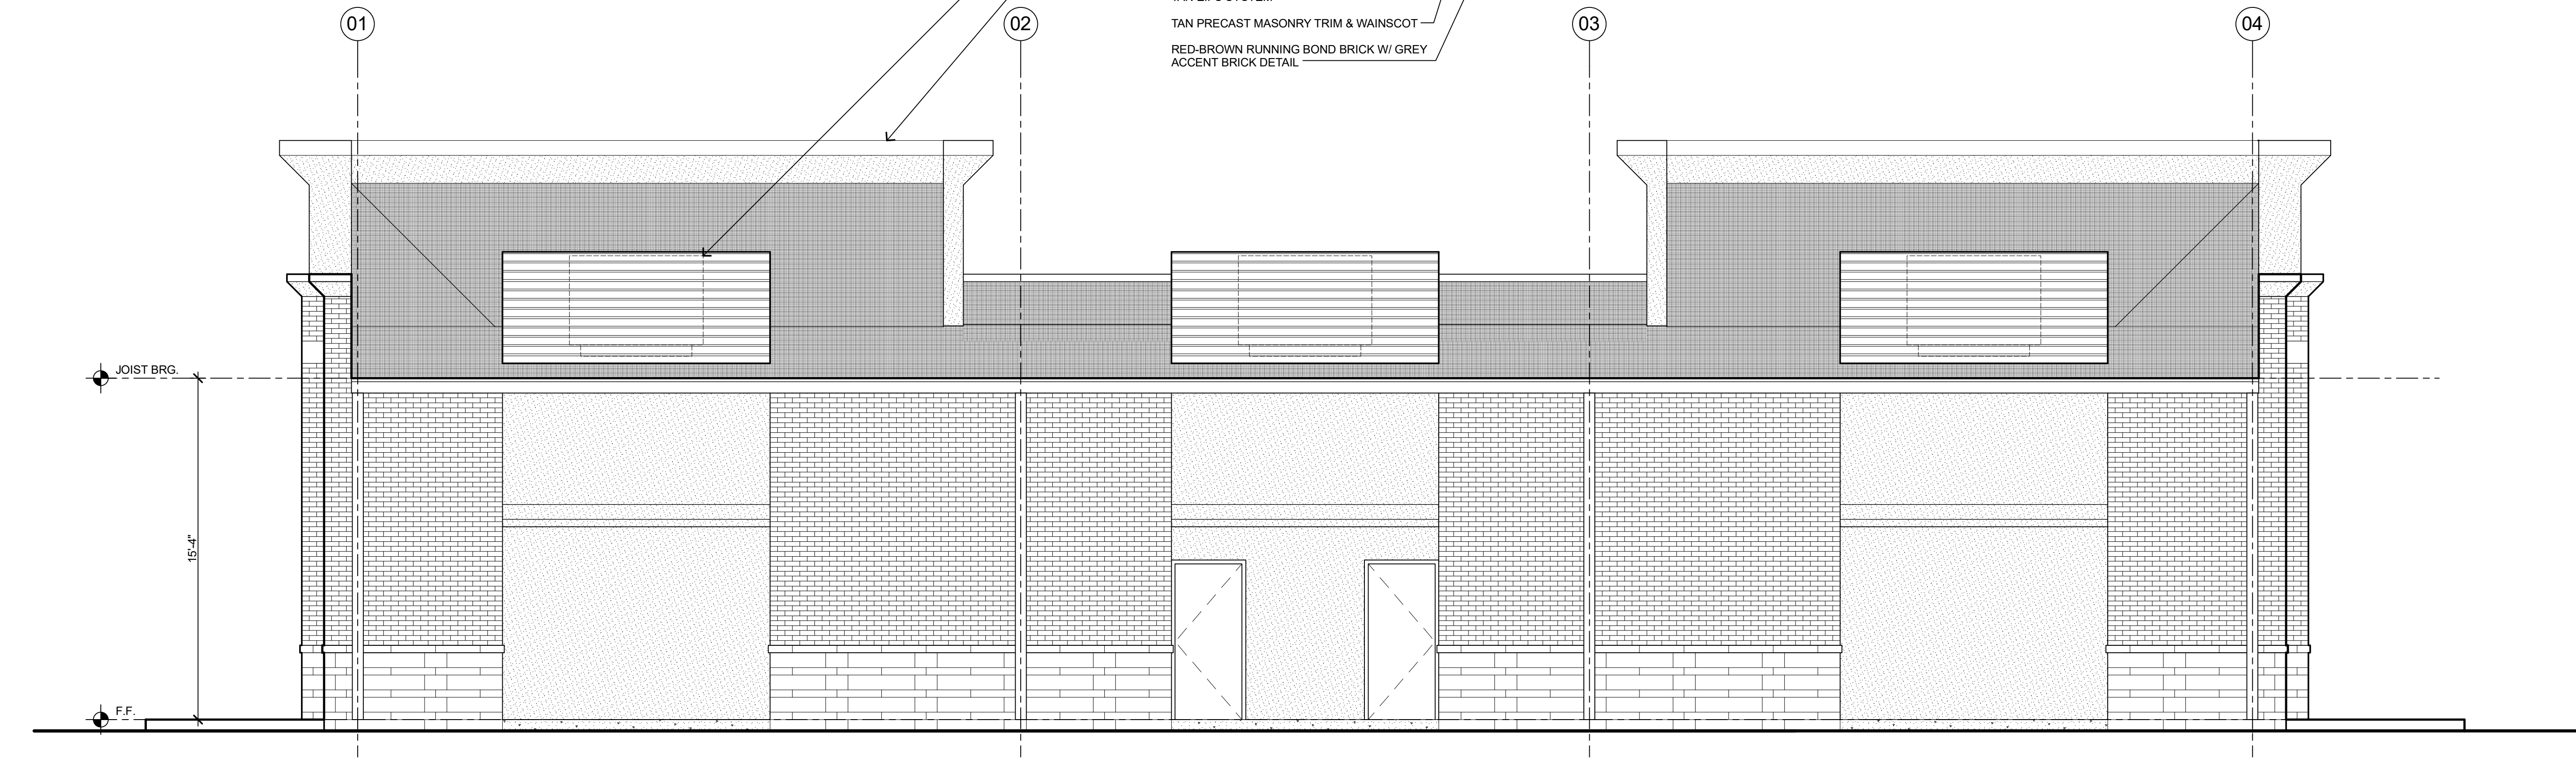 01
02
03
04
TAN PRECAST MASONRY TRIM & WAINSCOT
RED-BROWN RUNNING BOND BRICK W/ GREY
ACCENT BRICK DETAIL
JOIST BRG.
15'-4"
F.F.